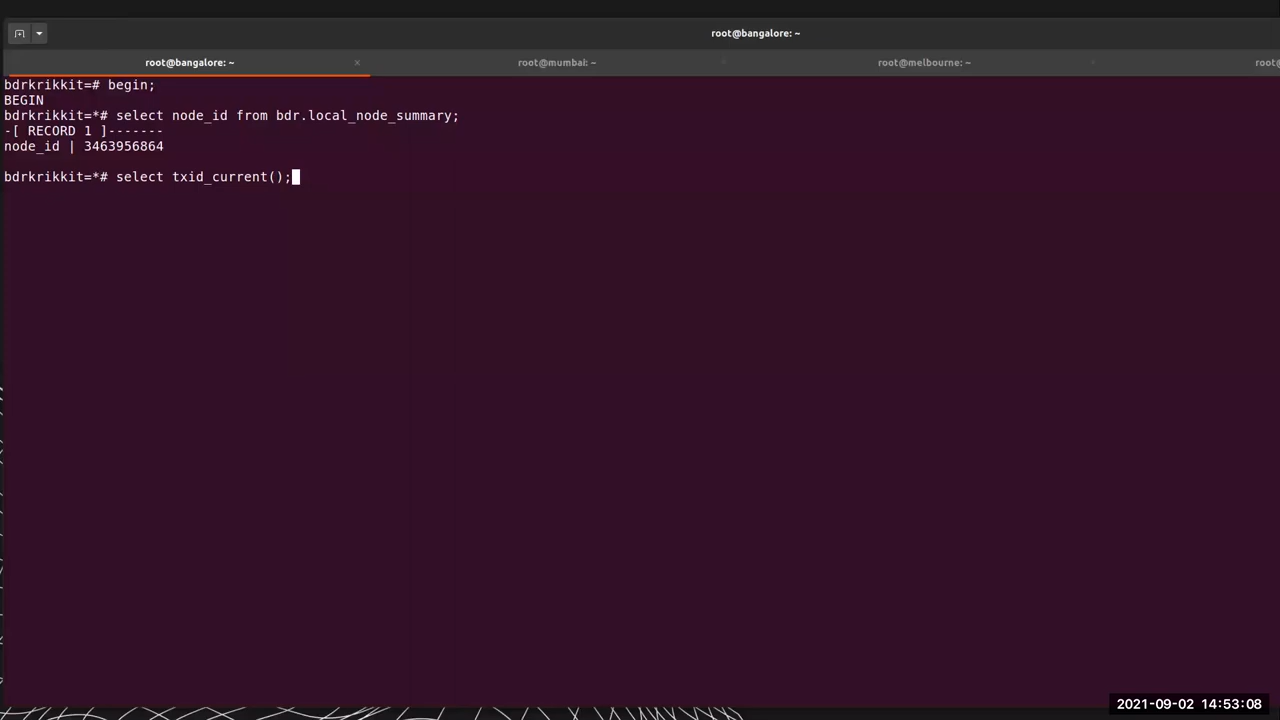 root@bangalore: ~
root@bangalore: ~ × root@mumbai: ~ × root@melbourne: ~ × root@
bdrkrikkit=# begin;
BEGIN
bdrkrikkit=*# select node_id from bdr.local_node_summary;
-[ RECORD 1 ]-------
node_id | 3463956864
bdrkrikkit=*# select txid_current();
2021-09-02 14:53:08